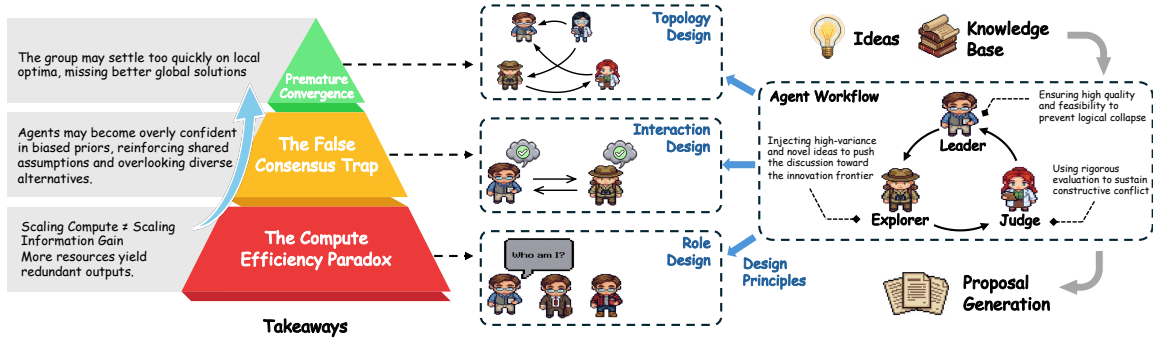 The group may settle too quickly on local
optima, missing better global solutions
Premature
Convergence
Agents may become overly confident
in biased priors, reinforcing shared
assumptions and overlooking diverse
alternatives.
The False
Consensus Trap
Scaling Compute ≠ Scaling
Information Gain
More resources yield
redundant outputs.
The Compute
Efficiency Paradox
Takeaways
Topology
Design
Interaction
Design
Role
Design
Who am I?
Design
Principles
Ideas
Knowledge
Base
Agent Workflow
Ensuring high quality
and feasibility to
prevent logical collapse
Leader
Injecting high-variance
and novel ideas to push
the discussion toward
the innovation frontier
Using rigorous
evaluation to sustain
constructive conflict
Explorer
Judge
Proposal
Generation